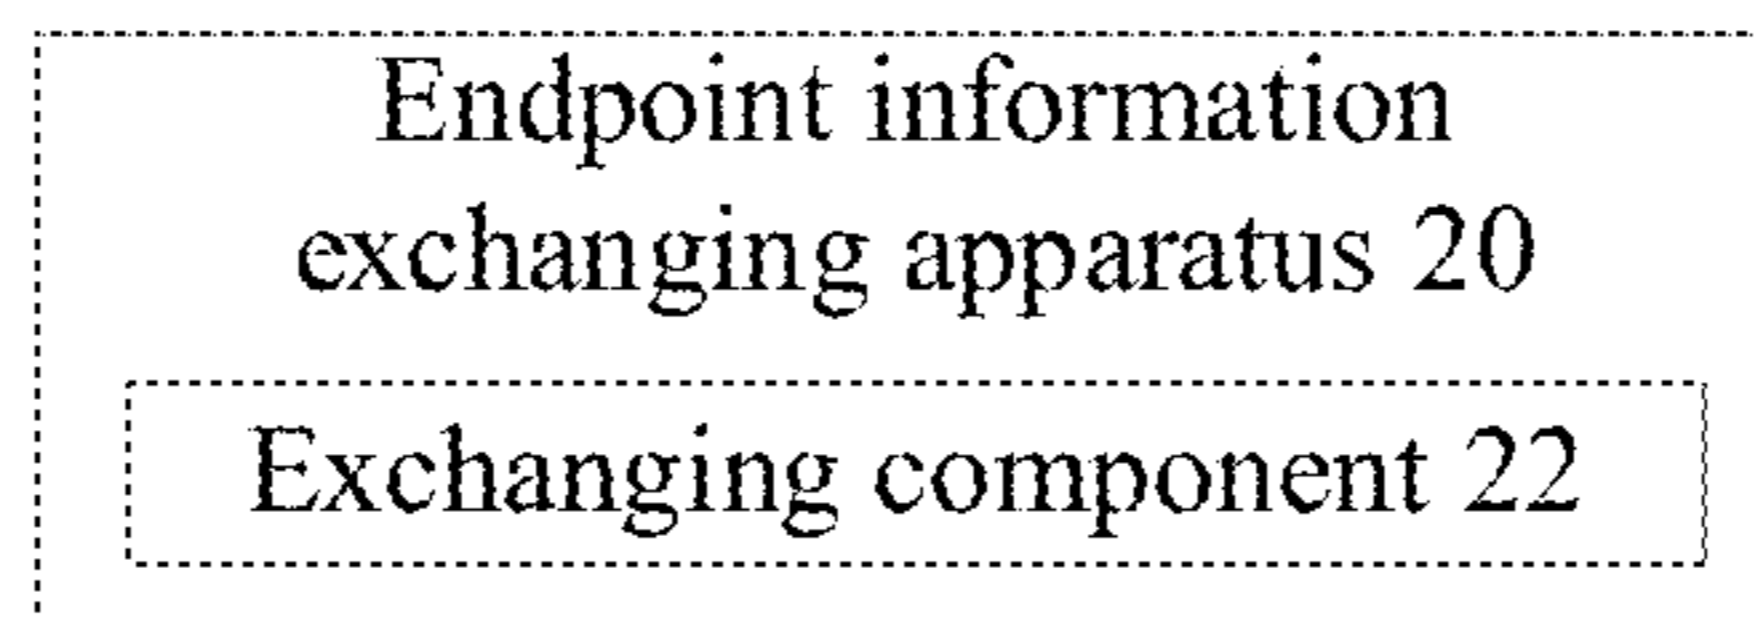 Endpoint information
exchanging apparatus 20
Exchanging component 22